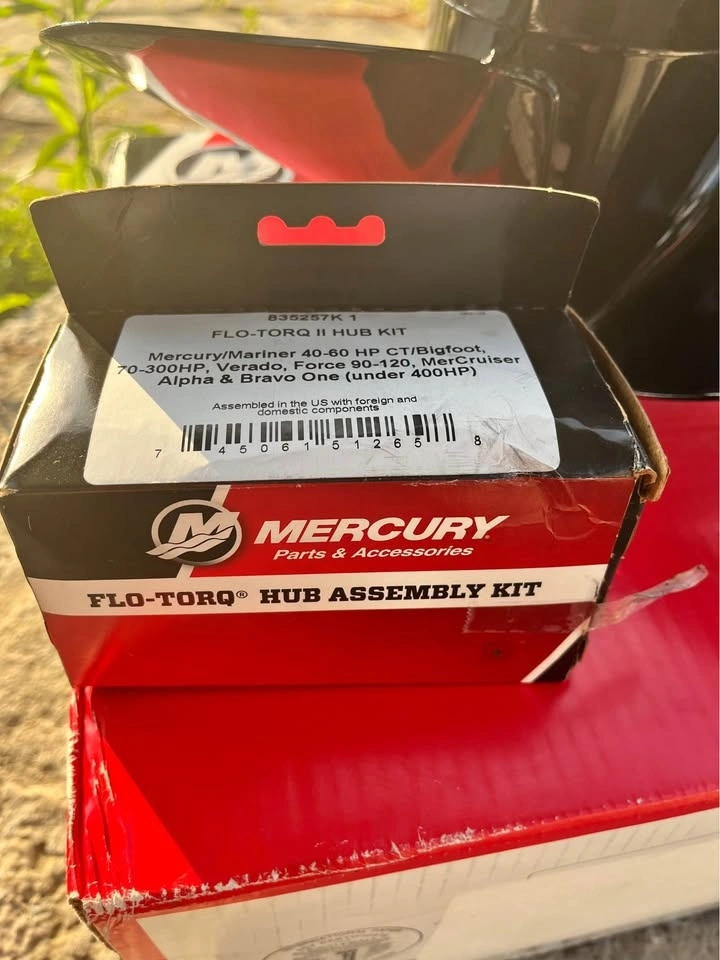 835257K 1
FLO-TORQ II HUB KIT
Mercury/Mariner 40-60 HP CT/Bigfoot,
70-300HP, Verado, Force 90-120, MerCruiser
Alpha & Bravo One (under 400HP)
Assembled in the US with foreign and
domestic components
7 45061 51265 8
MERCURY
Parts & Accessories
FLO-TORQ® HUB ASSEMBLY KIT